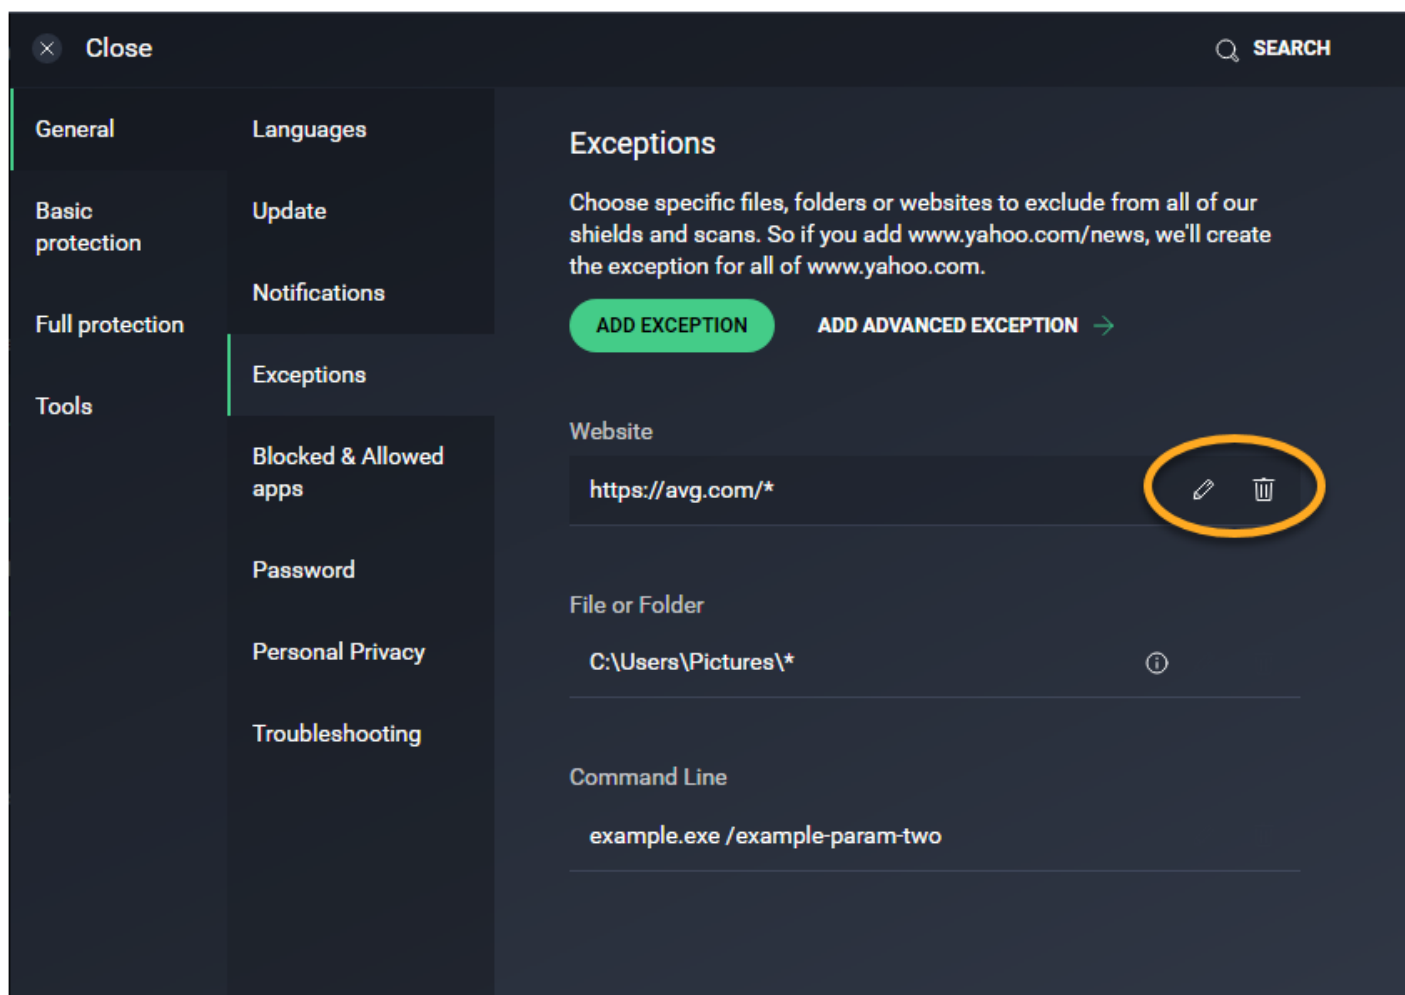 Close
SEARCH
General
Basic
protection
Full protection
Tools
Languages
Update
Notifications
Exceptions
Blocked & Allowed
apps
Password
Personal Privacy
Troubleshooting
Exceptions
Choose specific files, folders or websites to exclude from all of our
shields and scans. So if you add www.yahoo.com/news, we'll create
the exception for all of www.yahoo.com.
ADD EXCEPTION
ADD ADVANCED EXCEPTION
Website
https://avg.com/*
File or Folder
C:\Users\Pictures\*
Command Line
example.exe /example-param-two